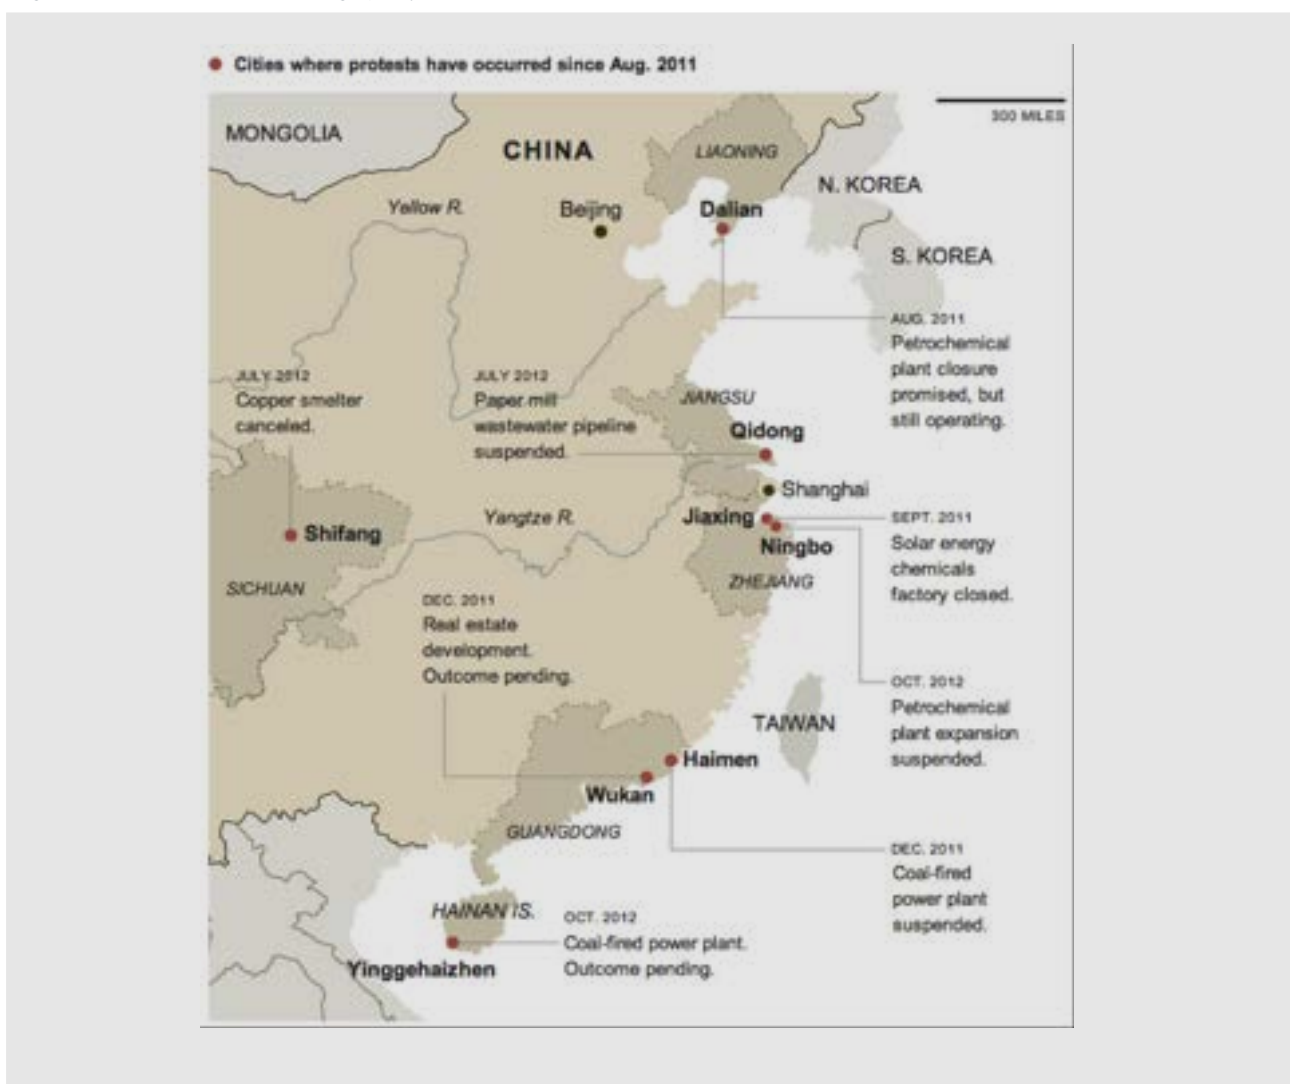 Cities where protests have occurred since Aug. 2011
300 MILES
MONGOLIA
CHINA
LIAONING
N. KOREA
Yellow R.
Beijing
Dalian
S. KOREA
AUG. 2011
Petrochemical
plant closure
promised, but
still operating.
JULY 2012
Copper smelter
canceled.
JULY 2012
Paper mill
wastewater pipeline
suspended.
JIANGSU
Qidong
Shanghai
Shifang
Yangtze R.
Jiaxing
SEPT. 2011
Solar energy
chemicals
factory closed.
Ningbo
SICHUAN
ZHEJIANG
DEC. 2011
Real estate
development.
Outcome pending.
OCT. 2012
Petrochemical
plant expansion
suspended.
TAIWAN
Haimen
Wukan
GUANGDONG
DEC. 2011
Coal-fired
power plant
suspended.
HAINAN IS.
OCT. 2012
Coal-fired power plant.
Outcome pending.
Yinggehaizhen